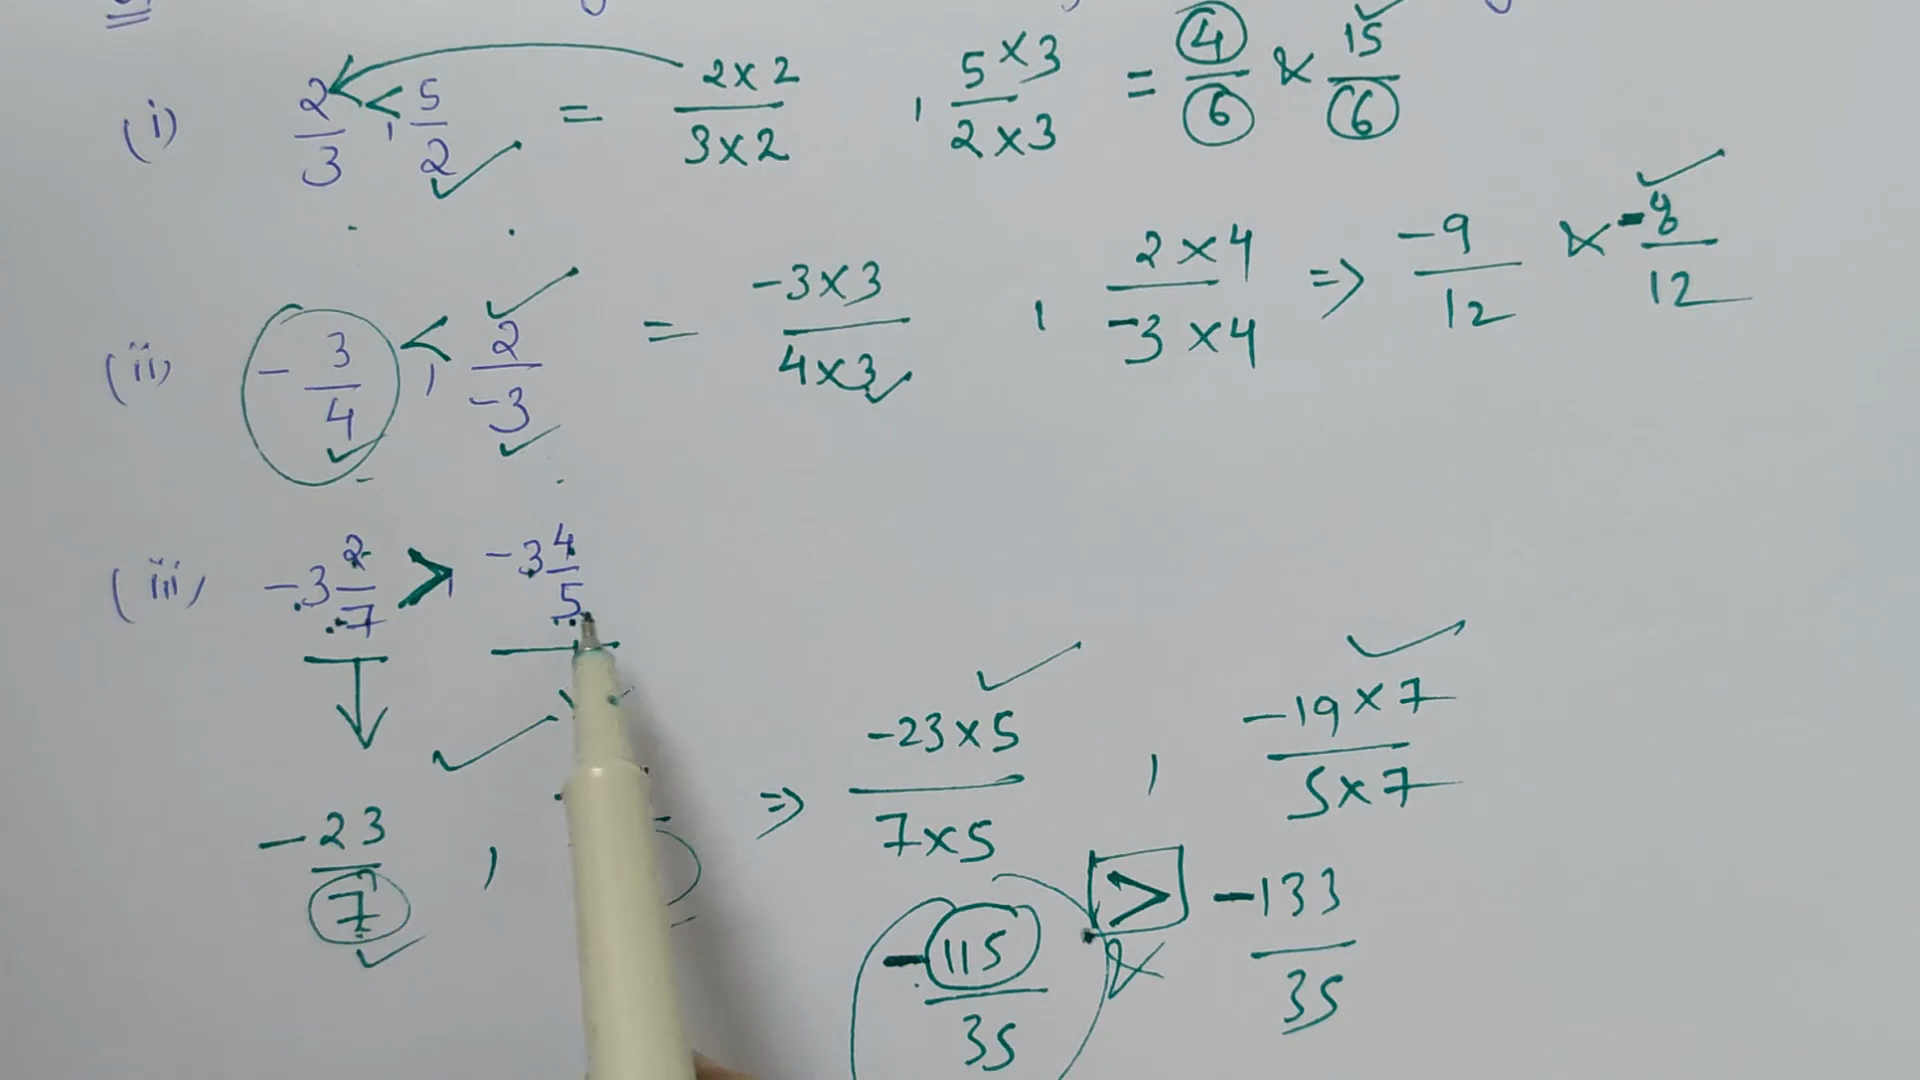 (i) 2/3 < , 5/2 = 2×2/3×2 , 5×3/2×3 = 4/6 & 15/6
(ii) -3/4 < , 2/-3 = -3×3/4×3 , 2×4/-3×4 => -9/12 & -8/12
(iii) -3 2/7 > , -3 4/5
-23/7 , => -23×5/7×5 , -19×7/5×7
-115/35 > & -133/35